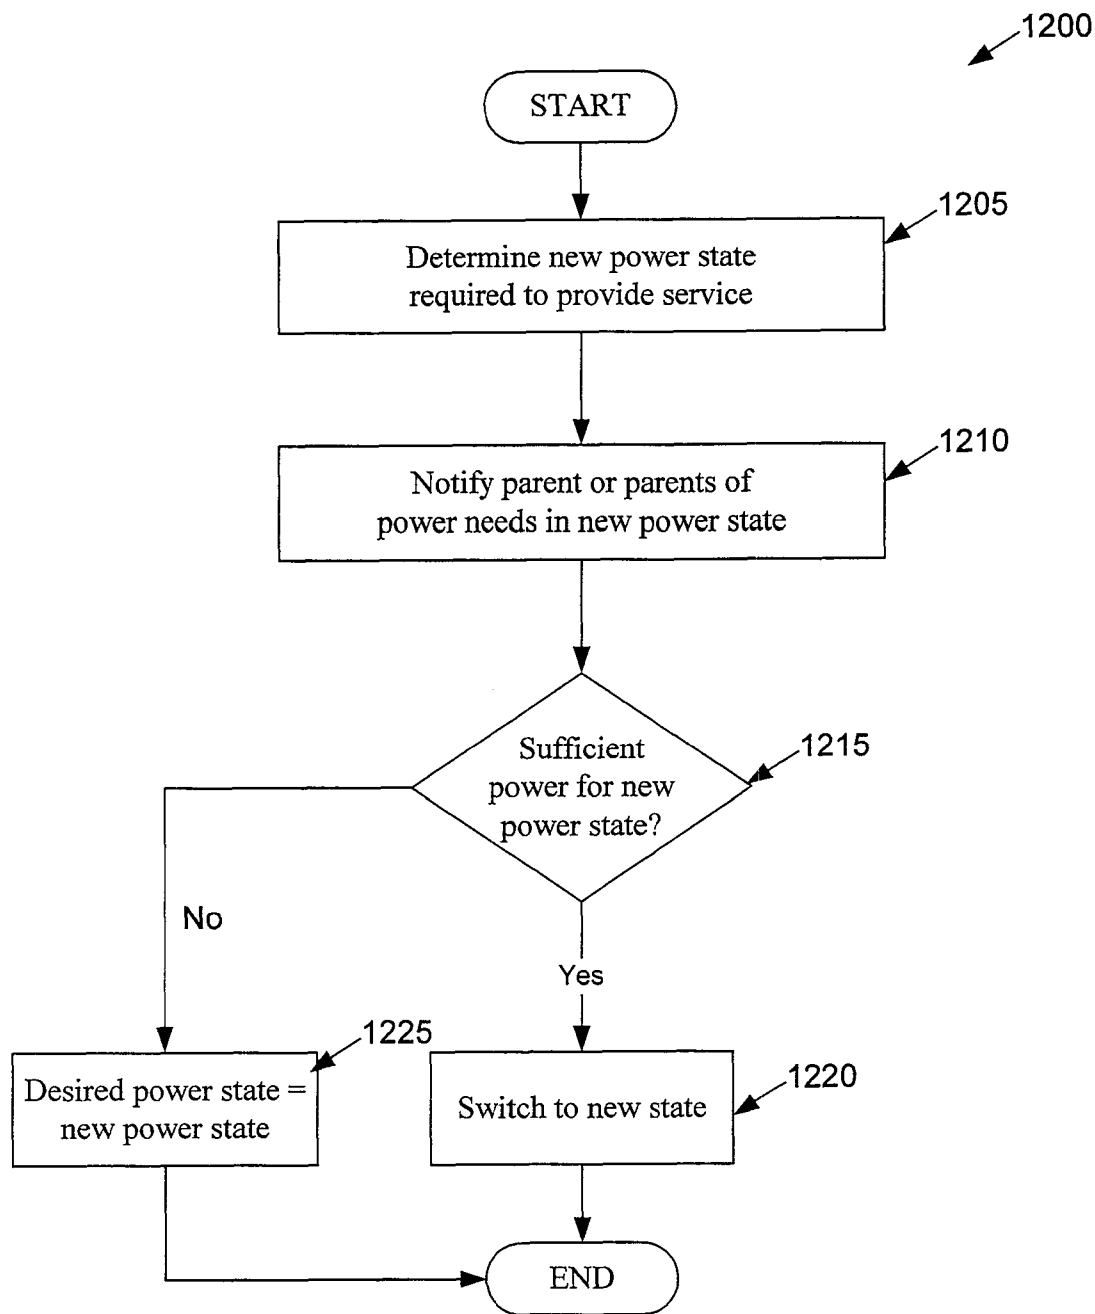 1200
START
1205
Determine new power state
required to provide service
1210
Notify parent or parents of
power needs in new power state
1215
Sufficient
power for new
power state?
No
Yes
1225
Desired power state =
new power state
1220
Switch to new state
END